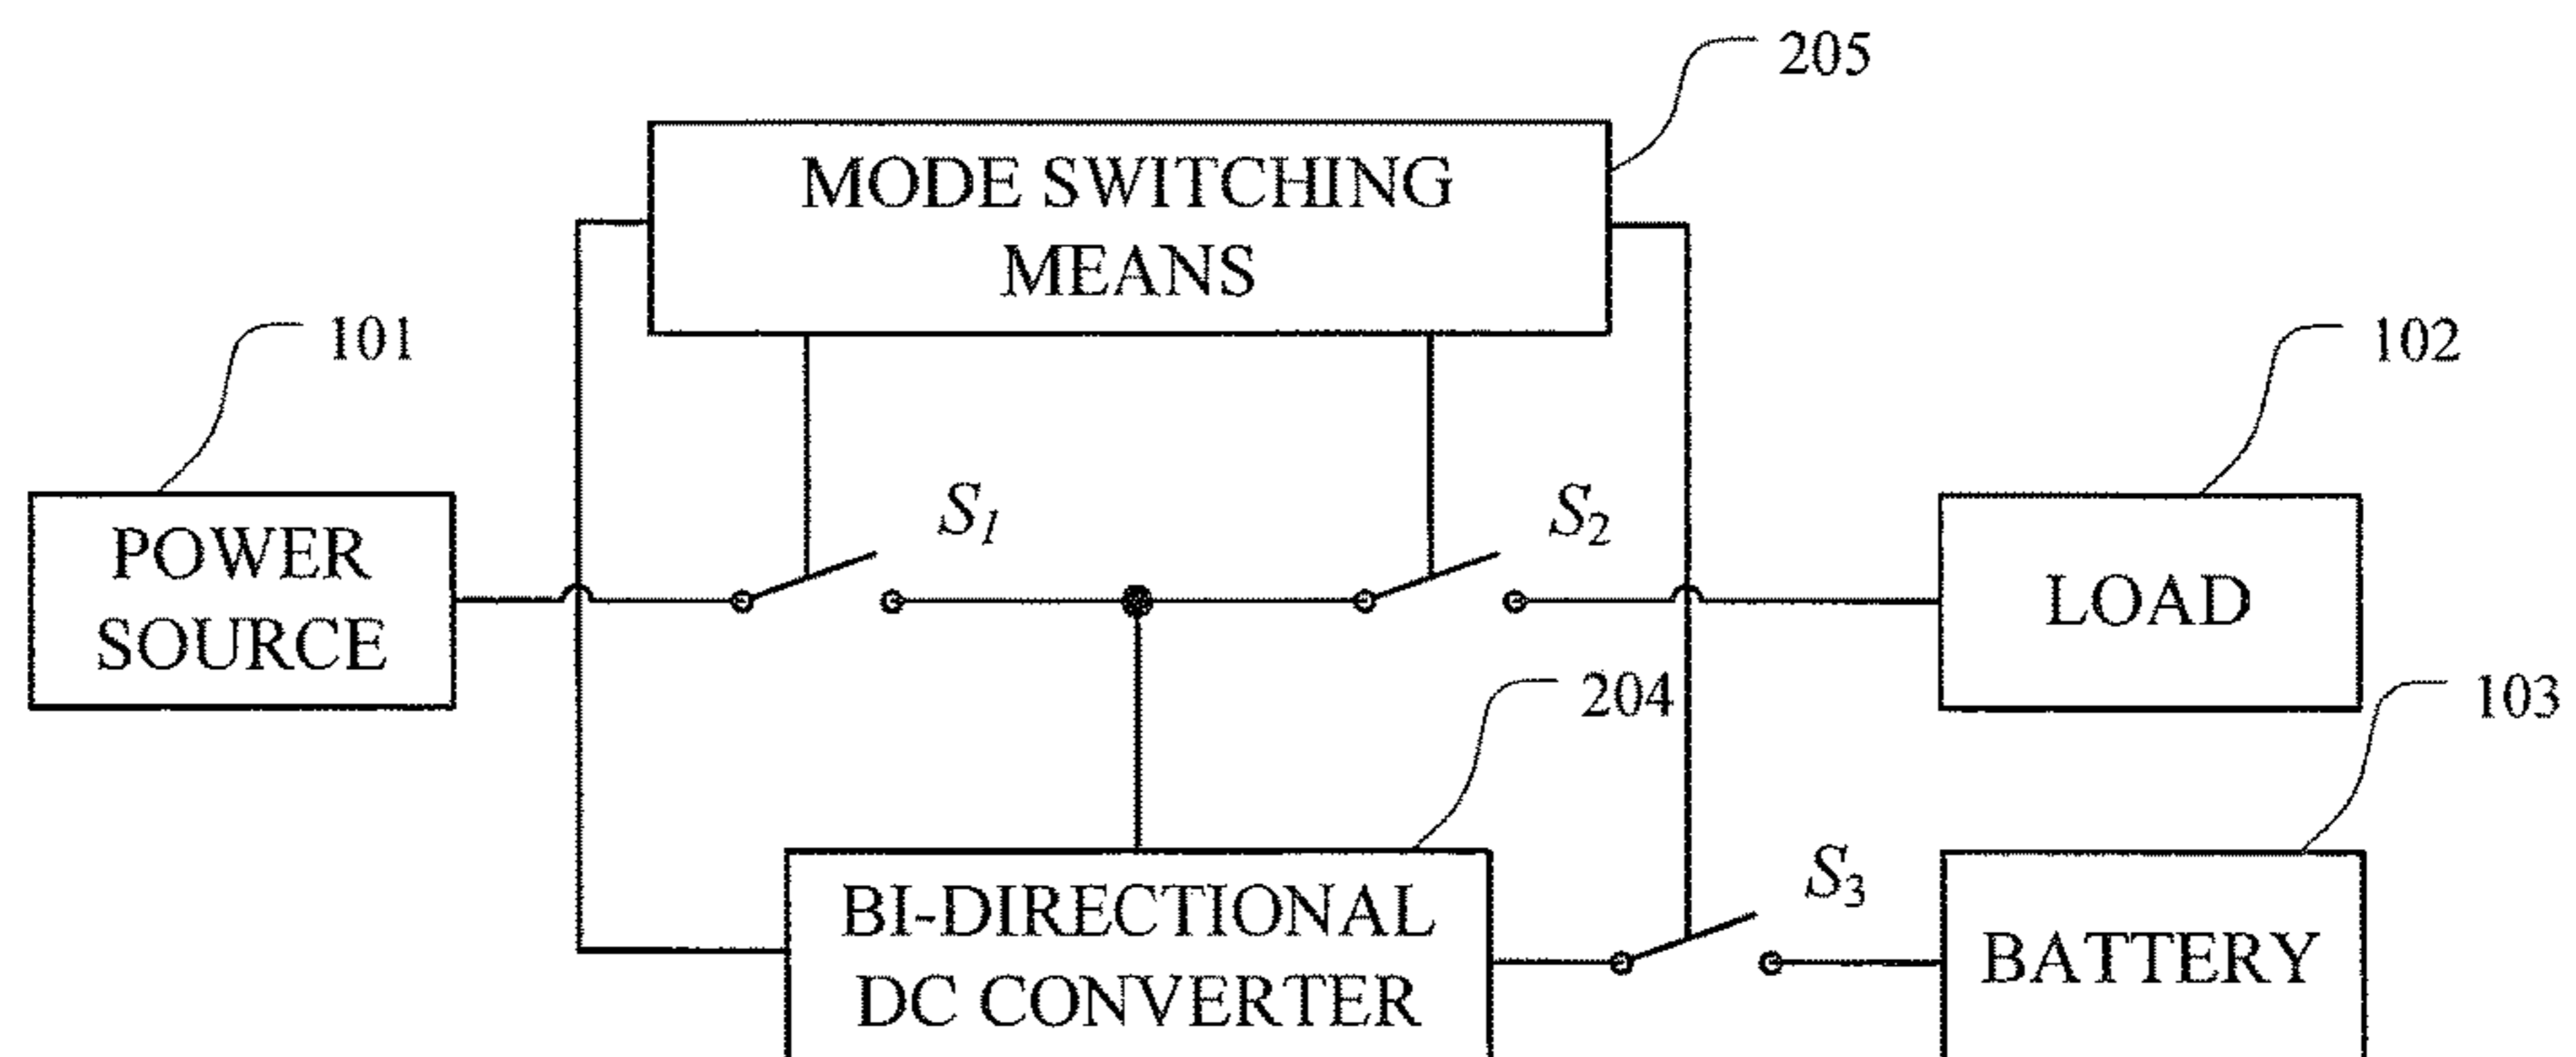 205
MODE SWITCHING
MEANS
101
102
S1
S2
POWER
SOURCE
LOAD
204
103
S3
BI-DIRECTIONAL
DC CONVERTER
BATTERY